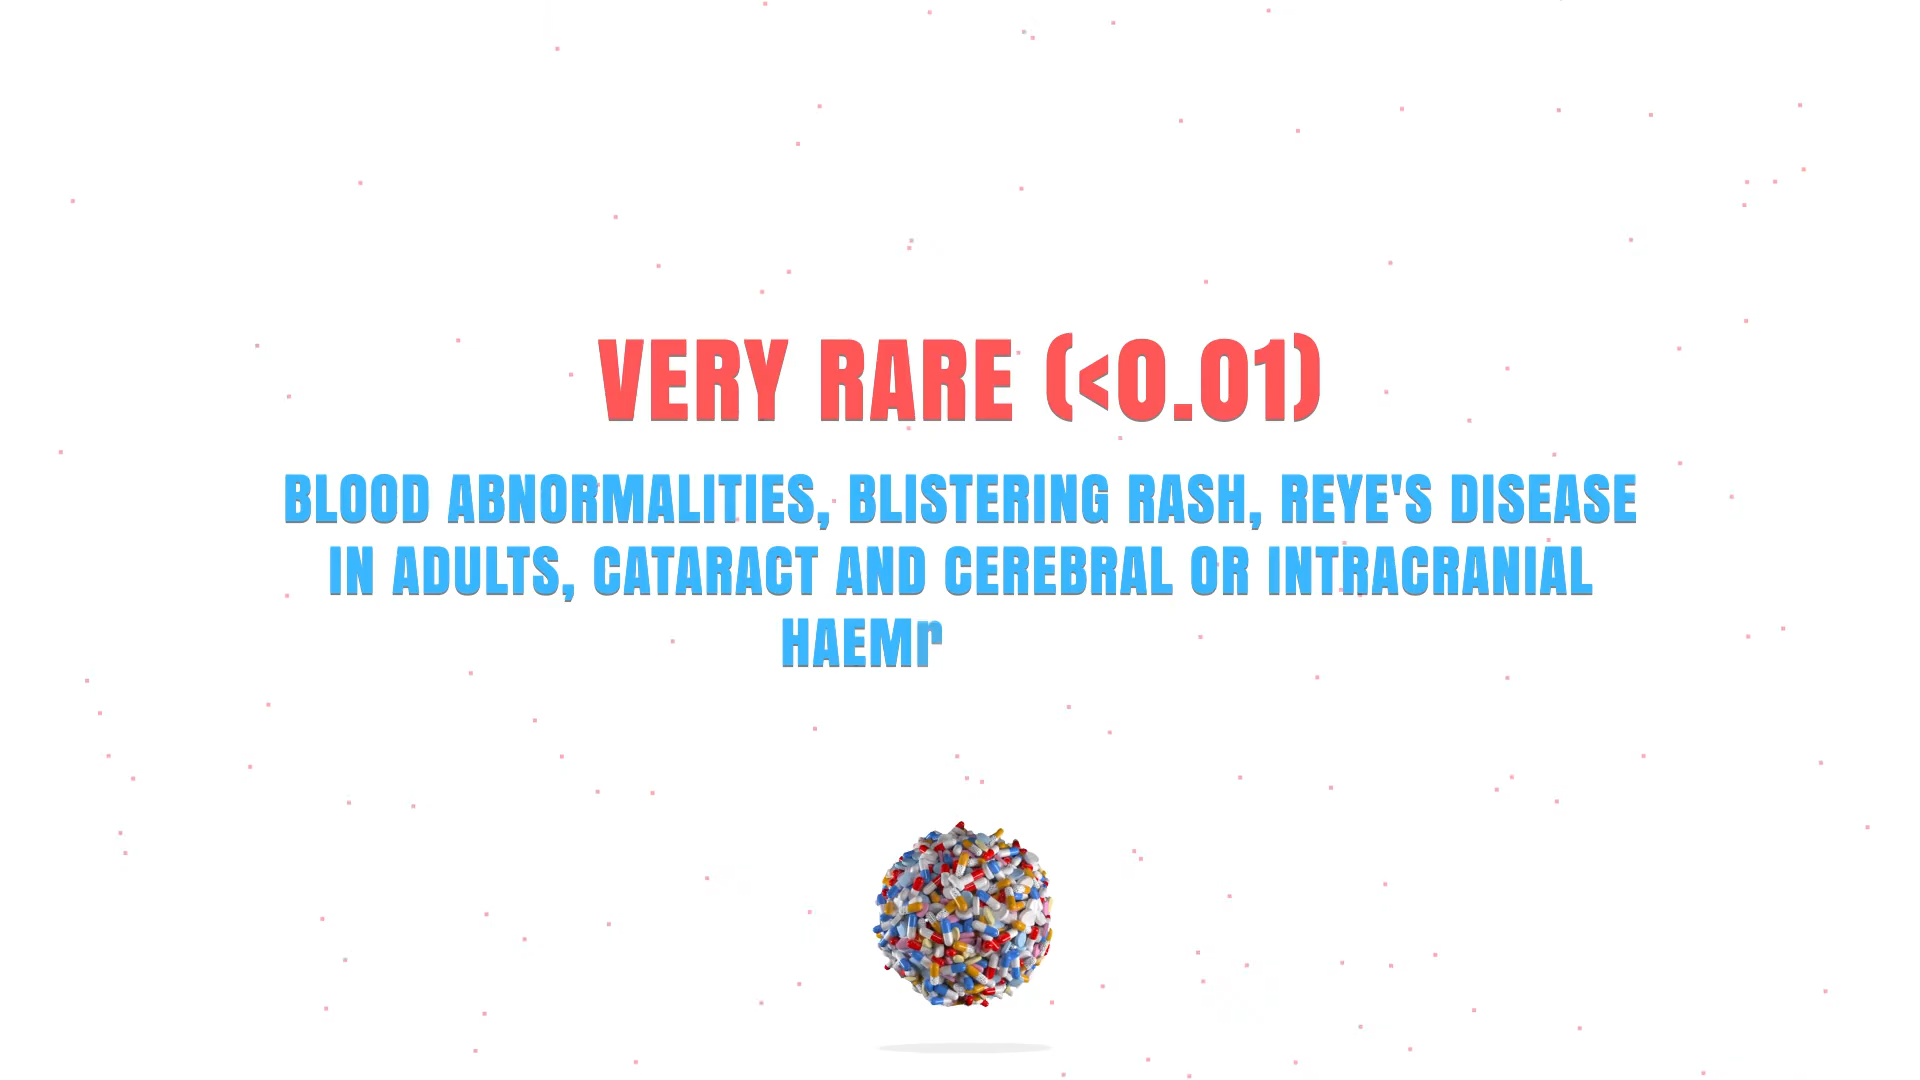 VERY RARE (<0.01)
BLOOD ABNORMALITIES, BLISTERING RASH, REYE'S DISEASE
IN ADULTS, CATARACT AND CEREBRAL OR INTRACRANIAL
HAEMr